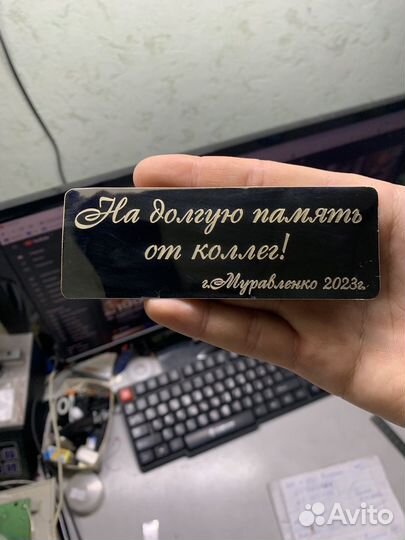 На долгую память
от коллег!
г.Муравленко 2023г.
Avito